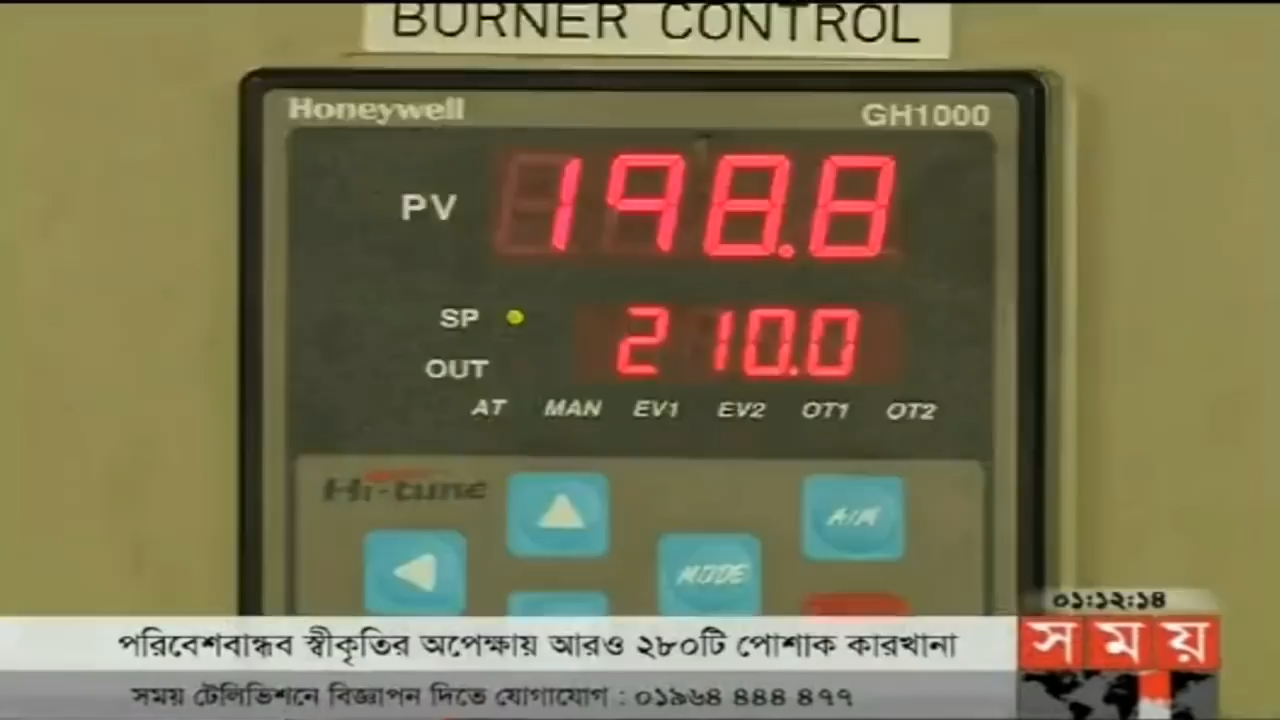 BURNER CONTROL
Honeywell GH1000
PV 198.8
SP 210.0
OUT
AT MAN EV1 EV2 OT1 OT2
Hi-tune
A/M
MODE
০১:১২:১৪
পরিবেশবান্ধব স্বীকৃতির অপেক্ষায় আরও ২৮০টি পোশাক কারখানা
সময়
সময় টেলিভিশনে বিজ্ঞাপন দিতে যোগাযোগ : ০১৯৬৪ ৪৪৪ ৪৭৭